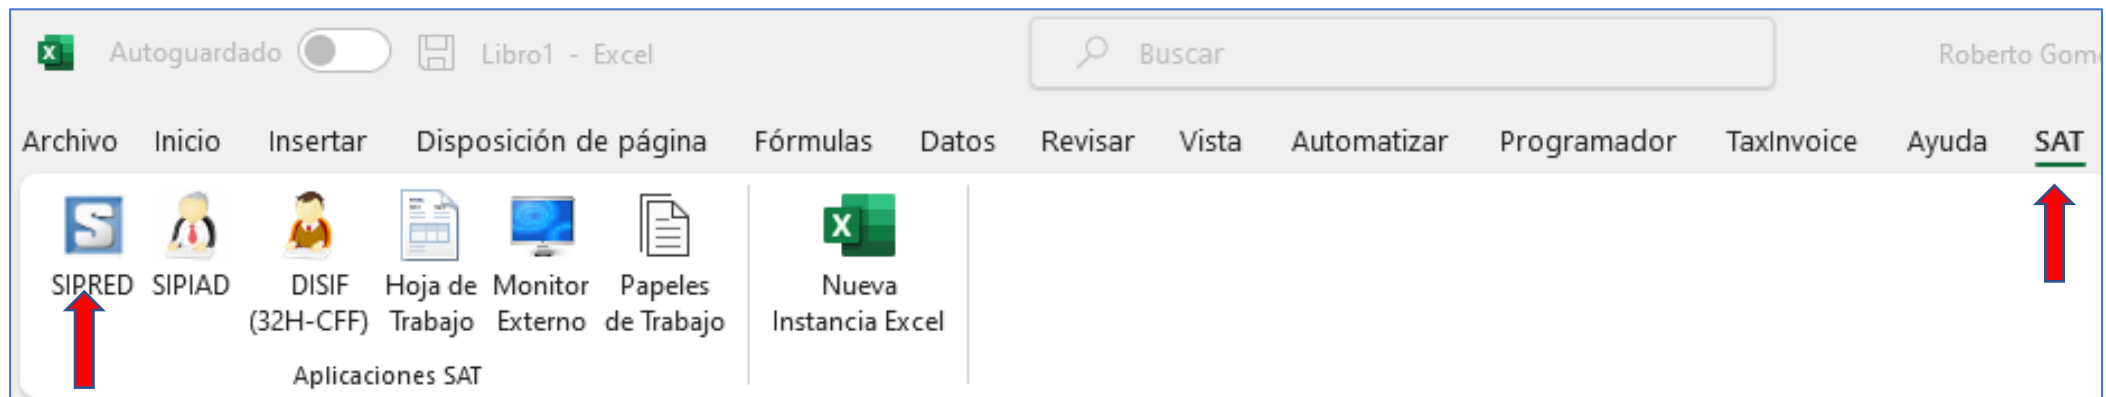 Autoguardado Libro1 - Excel Buscar Roberto
Archivo Inicio Insertar Disposición de página Fórmulas Datos Revisar Vista Automatizar Programador TaxInvoice Ayuda SAT
SIPRED SIPIAD DISIF Hoja de Monitor Papeles Nueva
(32H-CFF) Trabajo Externo de Trabajo Instancia Excel
Aplicaciones SAT